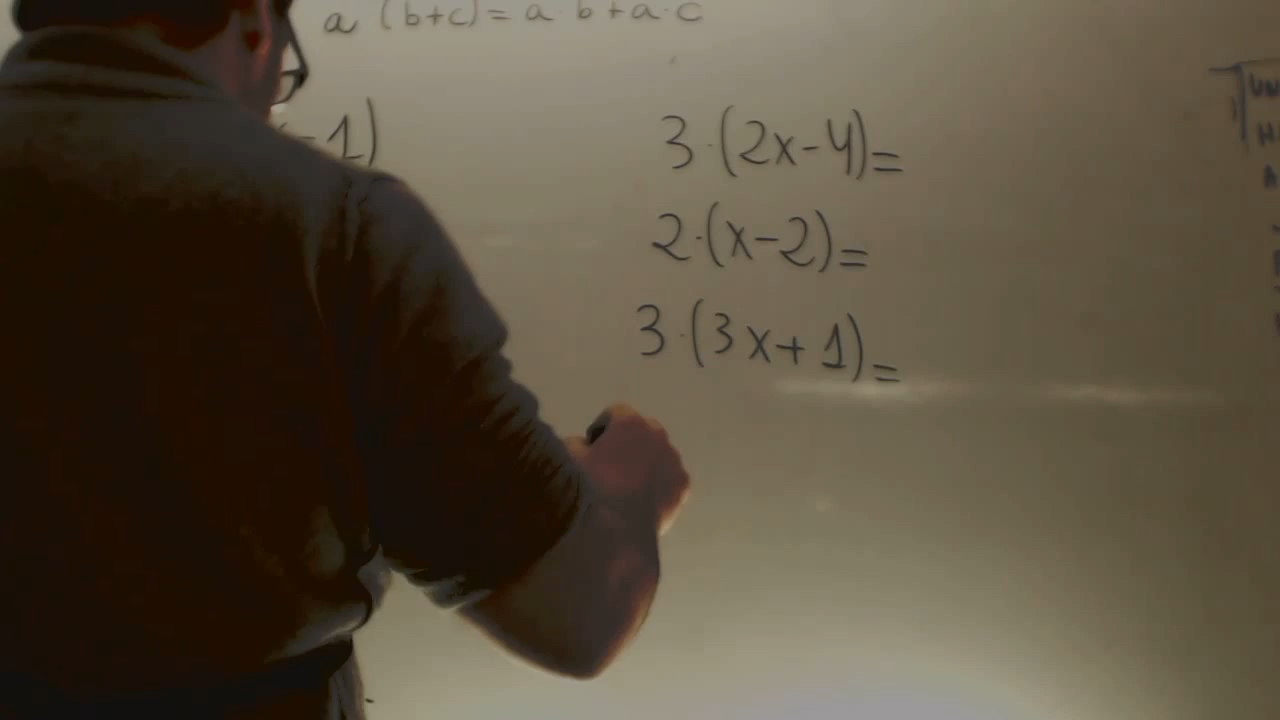 a (b+c) = a · b + a · c
-1)
3 · (2x-4) =
2 · (x-2) =
3 · (3x+1) =